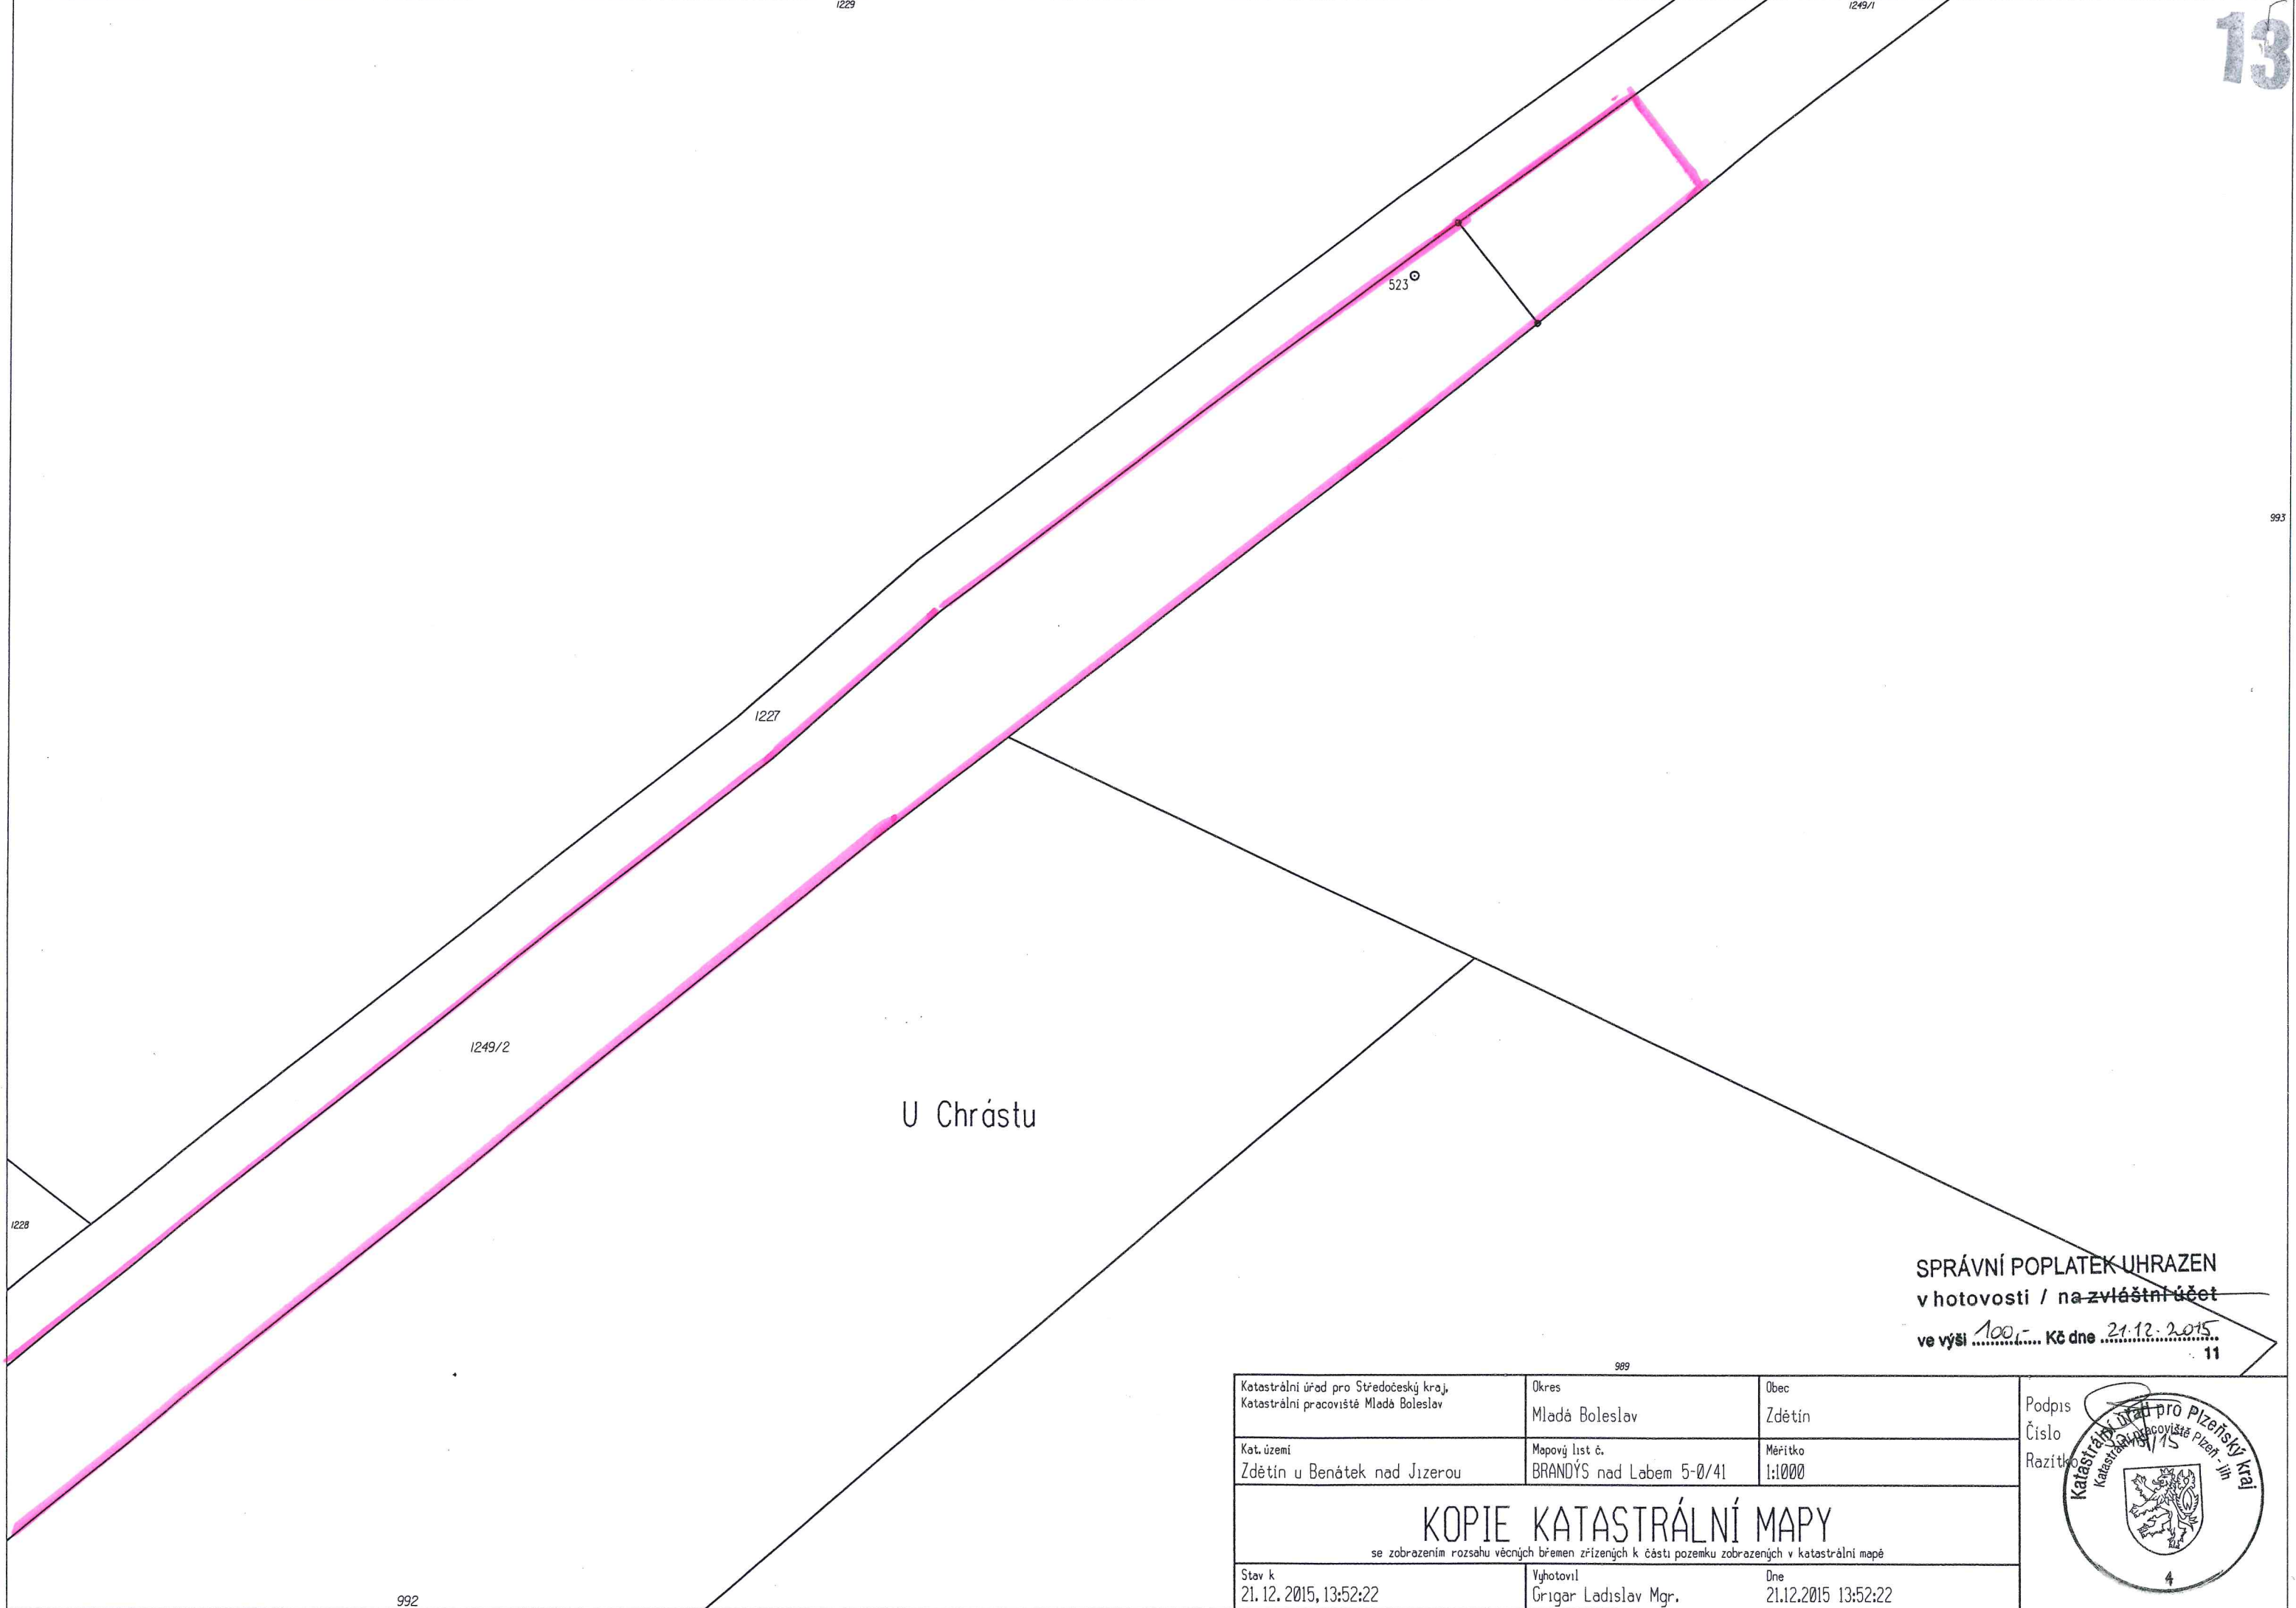 1229
1249/1
13
523
993
1227
1249/2
U Chrástu
1228
SPRÁVNÍ POPLATEK UHRAZEN
v hotovosti / na zvláštní účet
ve výši 100,- Kč dne 21.12.2015
11
989
Katastrální úřad pro Středočeský kraj,
Katastrální pracoviště Mladá Boleslav
Okres
Mladá Boleslav
Obec
Zdětín
Kat. území
Zdětín u Benátek nad Jizerou
Mapový list č.
BRANDÝS nad Labem 5-0/41
Měřítko
1:1000
KOPIE KATASTRÁLNÍ MAPY
se zobrazením rozsahu věcných břemen zřízených k části pozemku zobrazených v katastrální mapě
Stav k
21. 12. 2015, 13:52:22
Vyhotovil
Grigar Ladislav Mgr.
Dne
21.12.2015 13:52:22
Podpis
Číslo
Razítko
Katastrální úřad pro Plzeňský kraj
Katastrální pracoviště Plzeň - jih
4
992